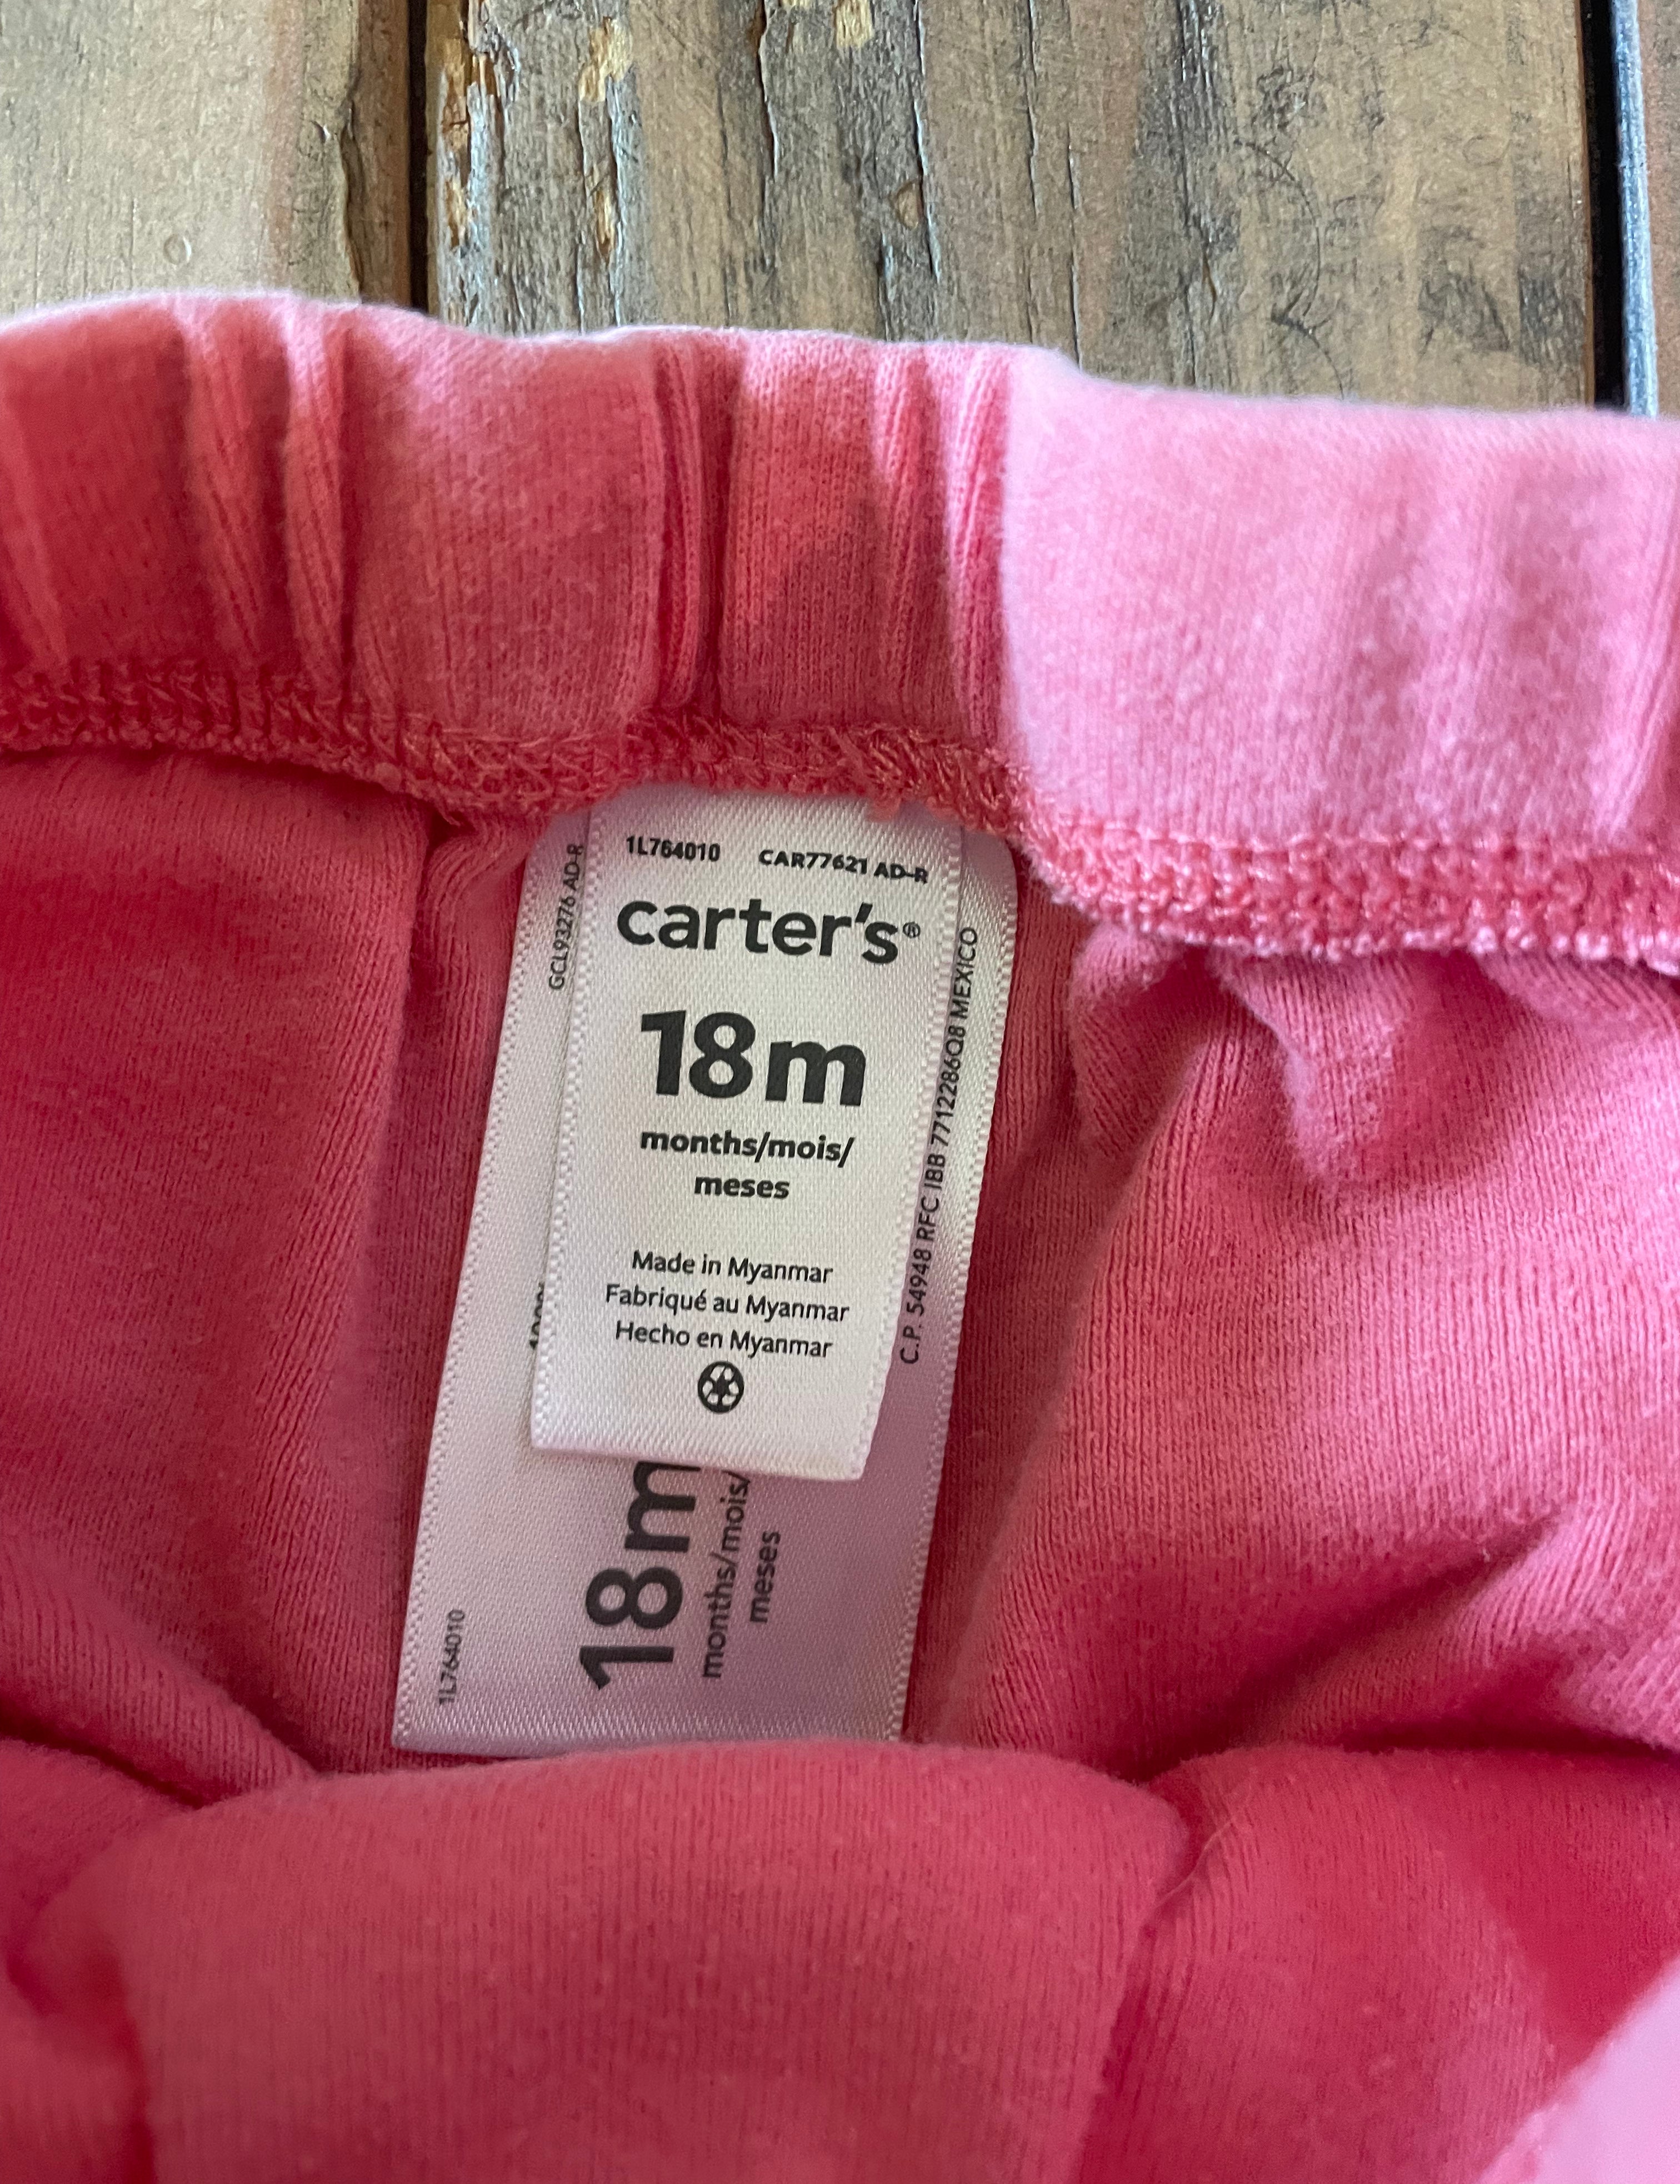 1L764010 CAR77621 AD-R
carter's®
18m
months/mois/
meses
Made in Myanmar
Fabriqué au Myanmar
Hecho en Myanmar
GCL93276 AD-R
C.P. 54948 RFC IBB 7712286Q8 MEXICO
18m
months/mois/
meses
1L764010